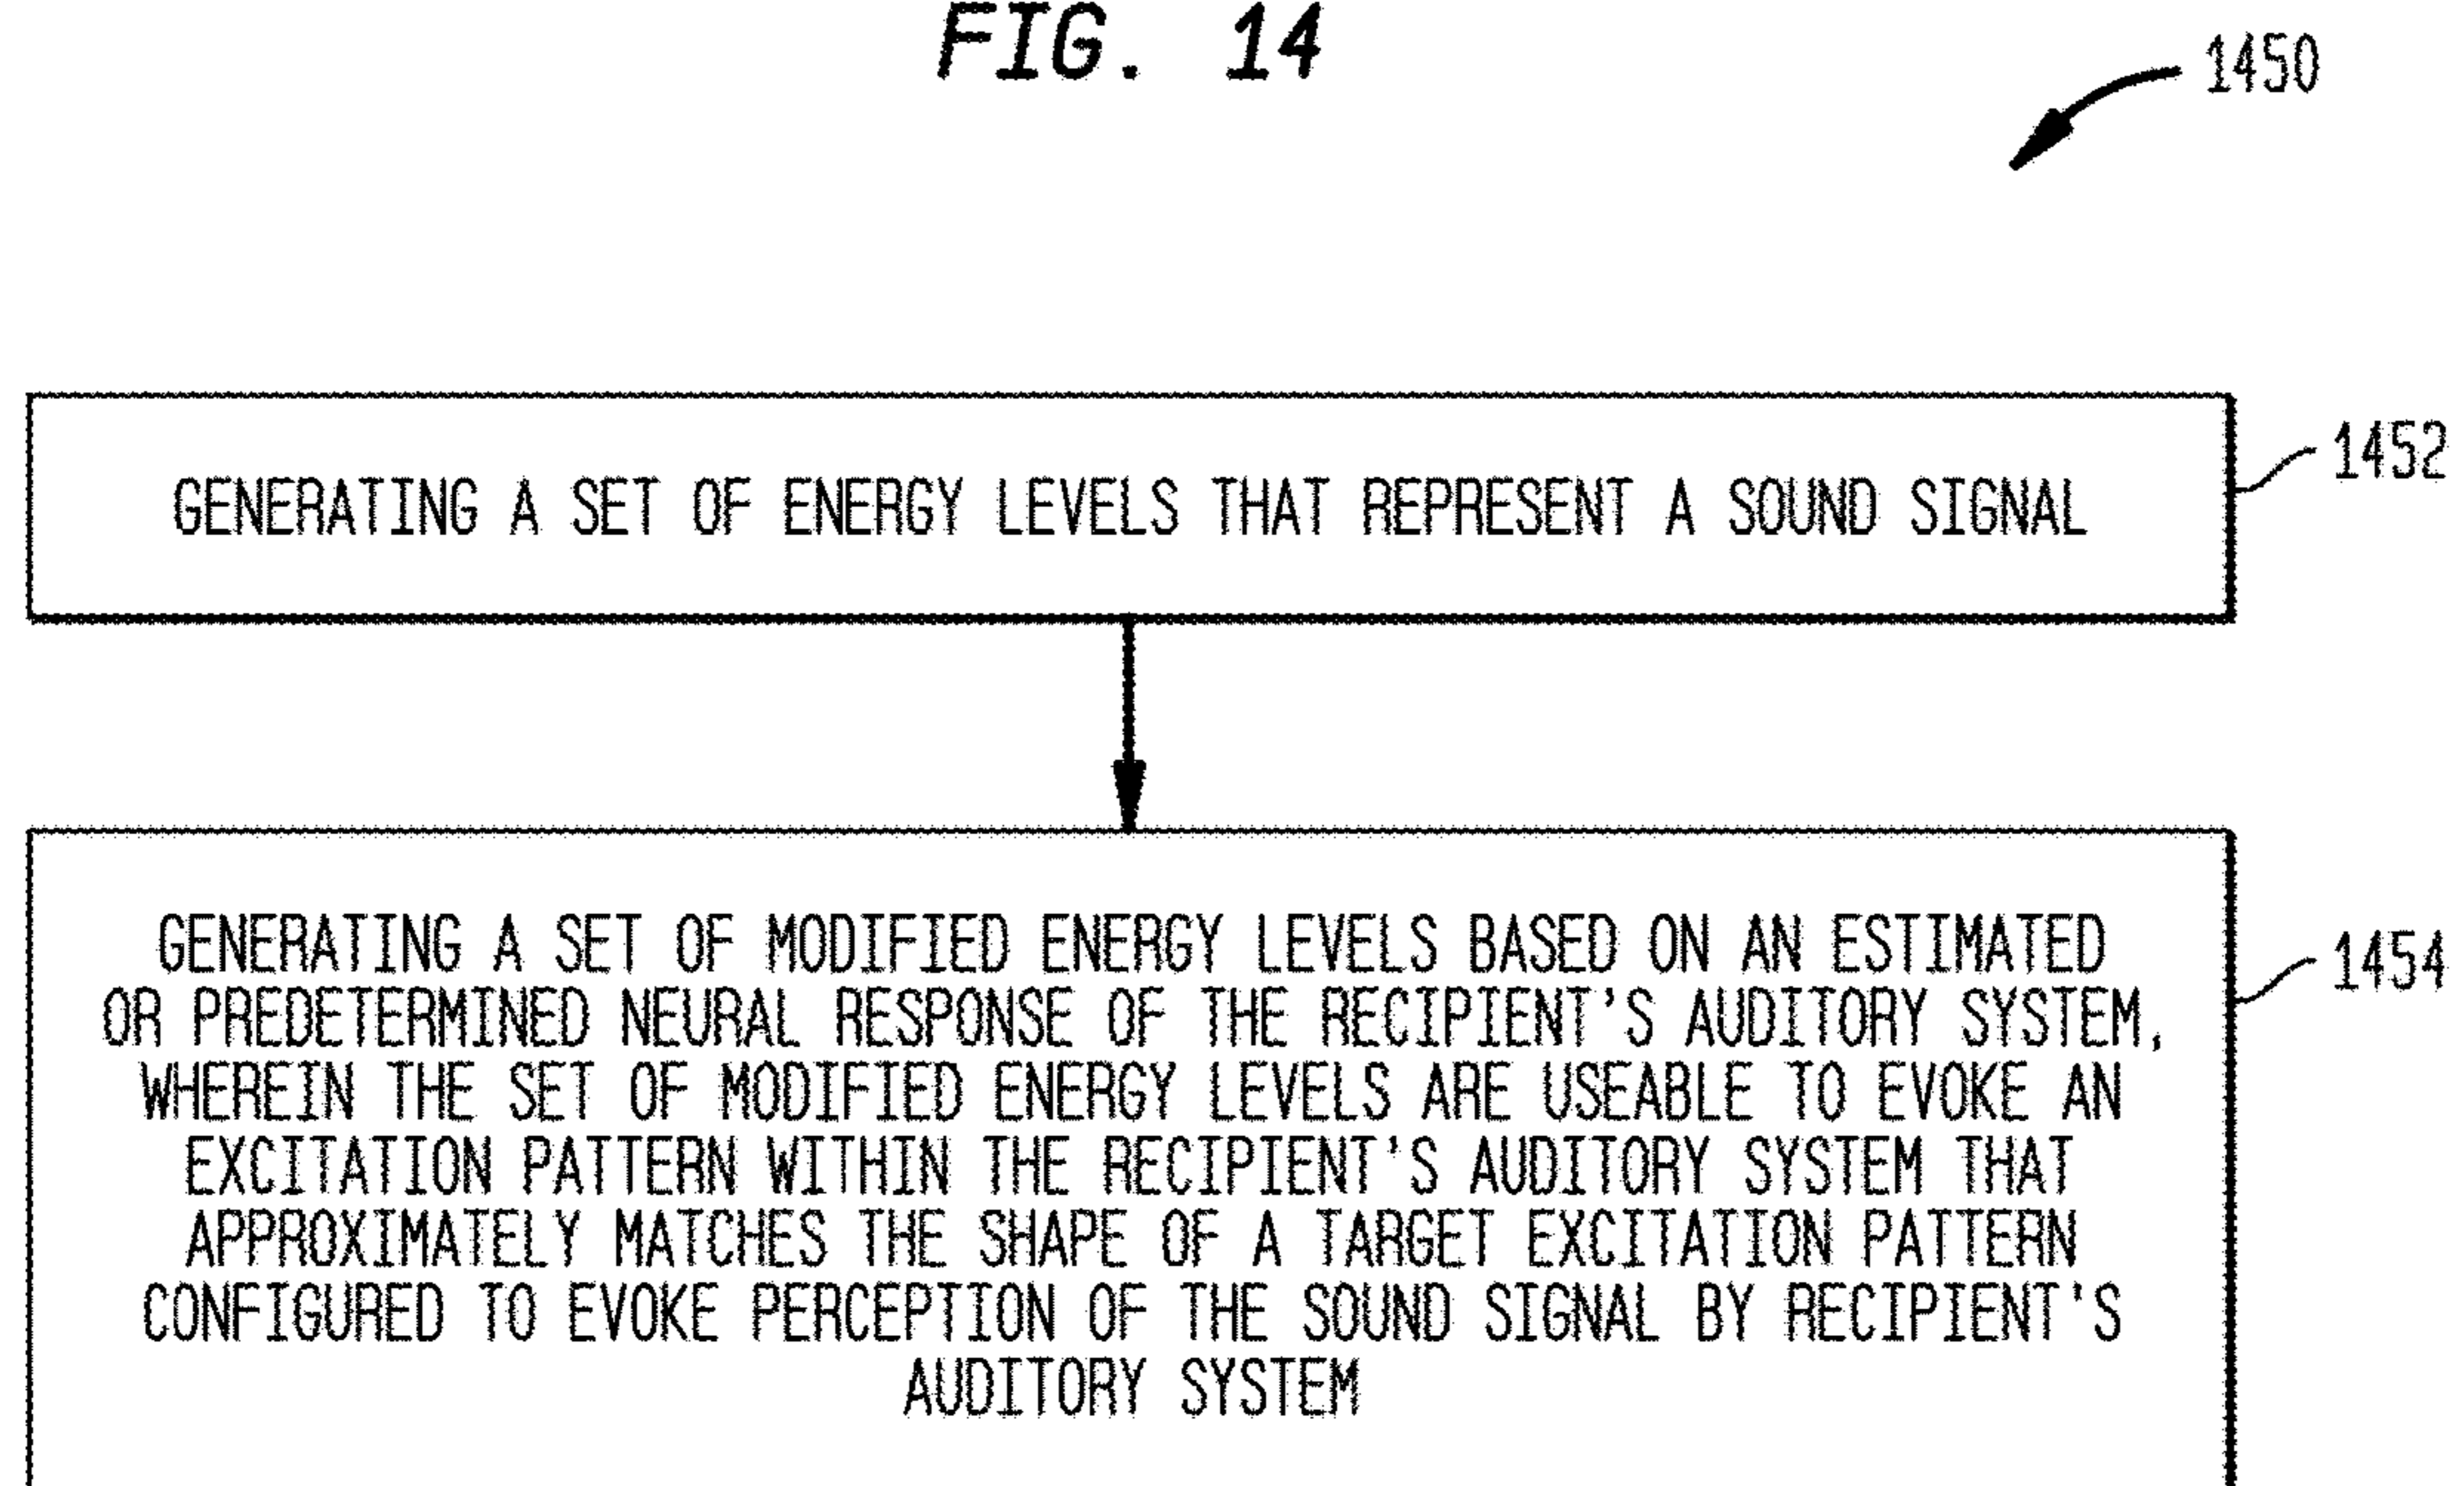 FIG. 14
1450
GENERATING A SET OF ENERGY LEVELS THAT REPRESENT A SOUND SIGNAL
1452
GENERATING A SET OF MODIFIED ENERGY LEVELS BASED ON AN ESTIMATED
OR PREDETERMINED NEURAL RESPONSE OF THE RECIPIENT'S AUDITORY SYSTEM,
WHEREIN THE SET OF MODIFIED ENERGY LEVELS ARE USEABLE TO EVOKE AN
EXCITATION PATTERN WITHIN THE RECIPIENT'S AUDITORY SYSTEM THAT
APPROXIMATELY MATCHES THE SHAPE OF A TARGET EXCITATION PATTERN
CONFIGURED TO EVOKE PERCEPTION OF THE SOUND SIGNAL BY RECIPIENT'S
AUDITORY SYSTEM
1454